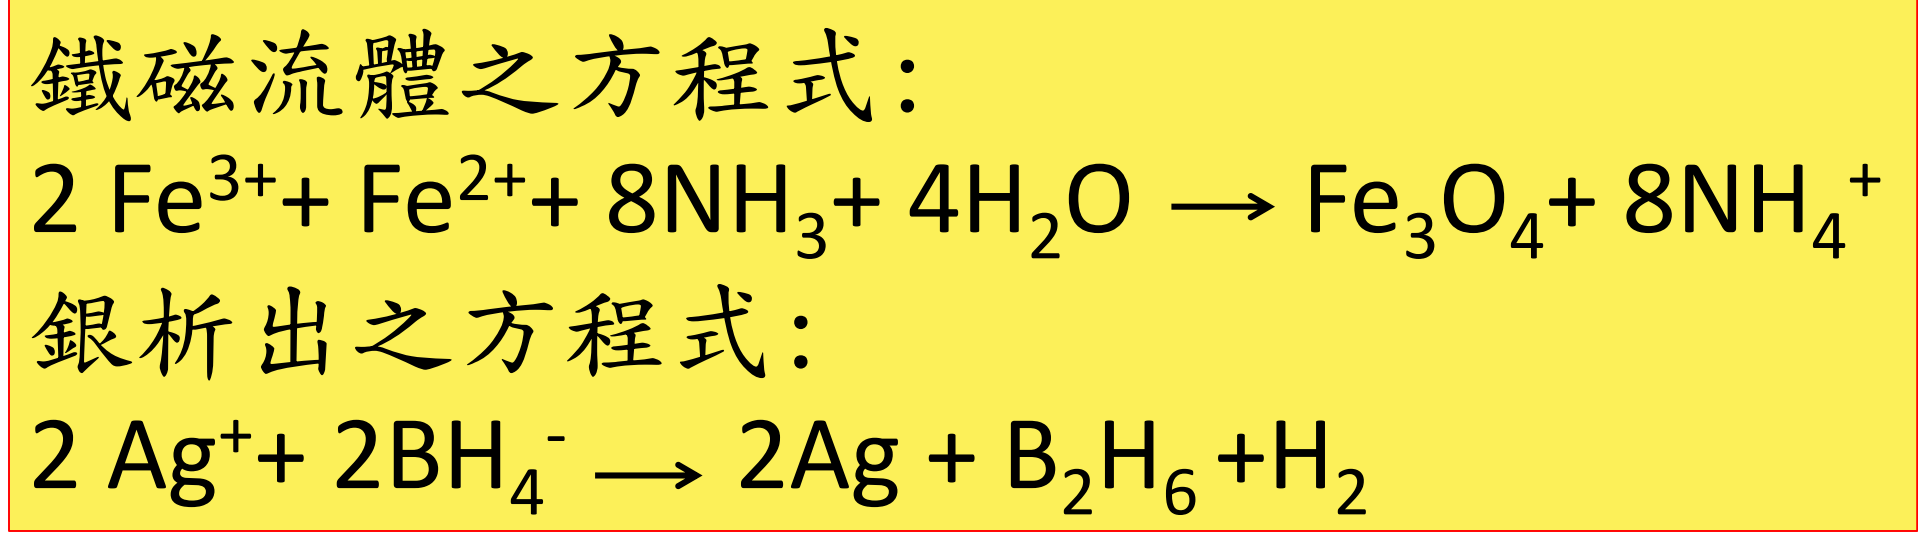 鐵磁流體之方程式:
2 Fe³⁺+ Fe²⁺+ 8NH₃+ 4H₂O ⟶ Fe₃O₄+ 8NH₄⁺
銀析出之方程式:
2 Ag⁺+ 2BH₄⁻ ⟶ 2Ag + B₂H₆ +H₂